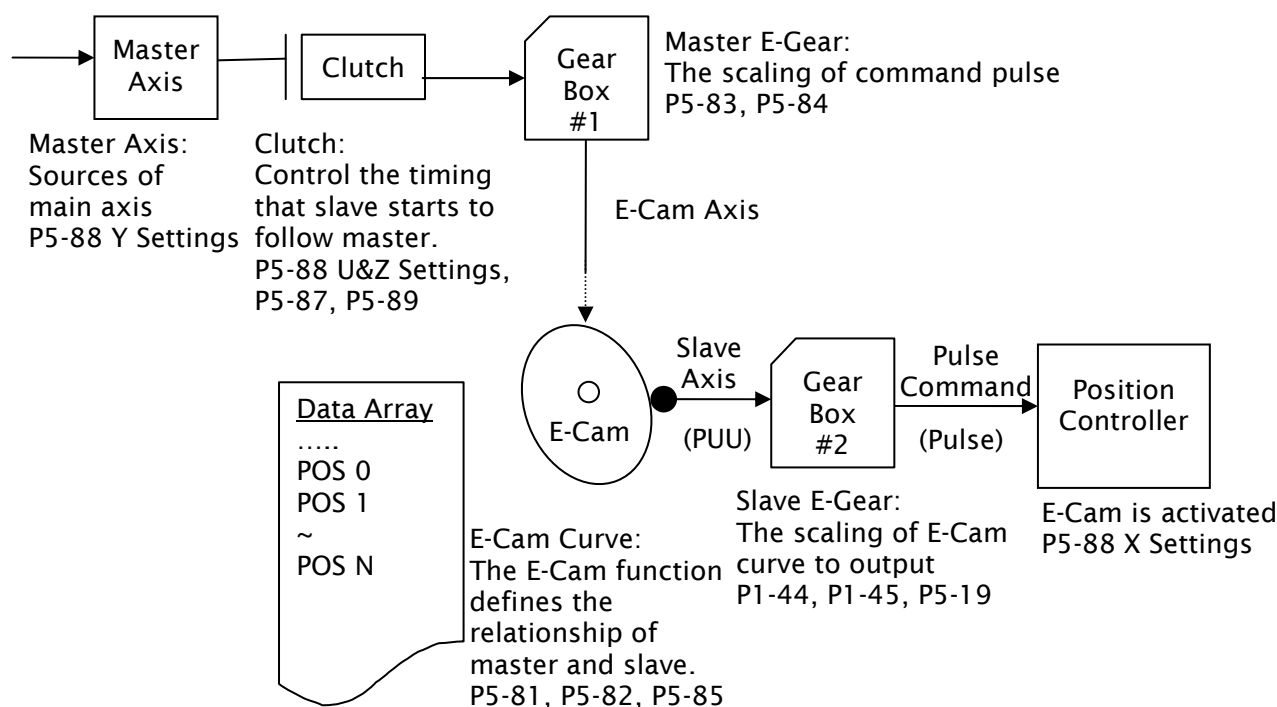 Master
Axis
Master Axis:
Sources of
main axis
P5-88 Y Settings
Clutch
Clutch:
Control the timing
that slave starts to
follow master.
P5-88 U&Z Settings,
P5-87, P5-89
Gear
Box
#1
Master E-Gear:
The scaling of command pulse
P5-83, P5-84
E-Cam Axis
E-Cam
Data Array
.....
POS 0
POS 1
~
POS N
E-Cam Curve:
The E-Cam function
defines the
relationship of
master and slave.
P5-81, P5-82, P5-85
Slave
Axis
(PUU)
Gear
Box
#2
Slave E-Gear:
The scaling of E-Cam
curve to output
P1-44, P1-45, P5-19
Pulse
Command
(Pulse)
Position
Controller
E-Cam is activated
P5-88 X Settings